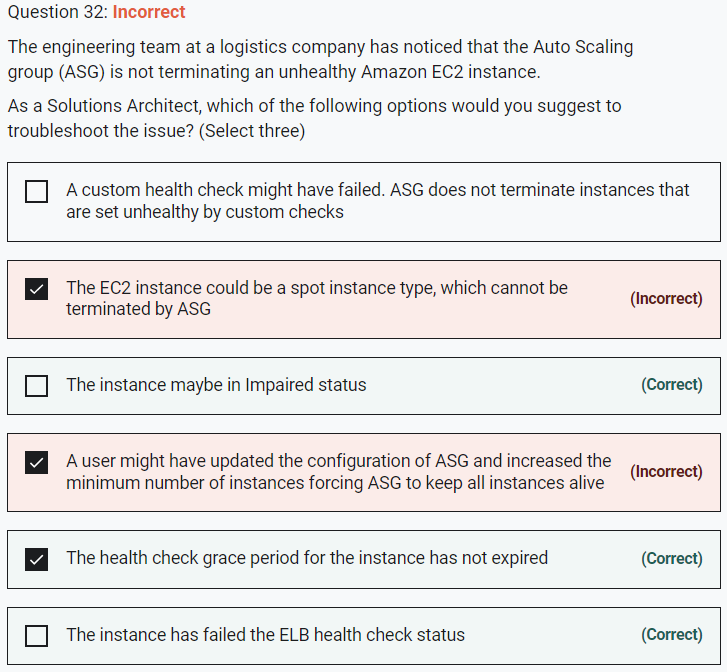 Question 32: Incorrect
The engineering team at a logistics company has noticed that the Auto Scaling
group (ASG) is not terminating an unhealthy Amazon EC2 instance.
As a Solutions Architect, which of the following options would you suggest to
troubleshoot the issue? (Select three)
A custom health check might have failed. ASG does not terminate instances that
are set unhealthy by custom checks
The EC2 instance could be a spot instance type, which cannot be
terminated by ASG
(Incorrect)
The instance maybe in Impaired status
(Correct)
A user might have updated the configuration of ASG and increased the
minimum number of instances forcing ASG to keep all instances alive
(Incorrect)
The health check grace period for the instance has not expired
(Correct)
The instance has failed the ELB health check status
(Correct)